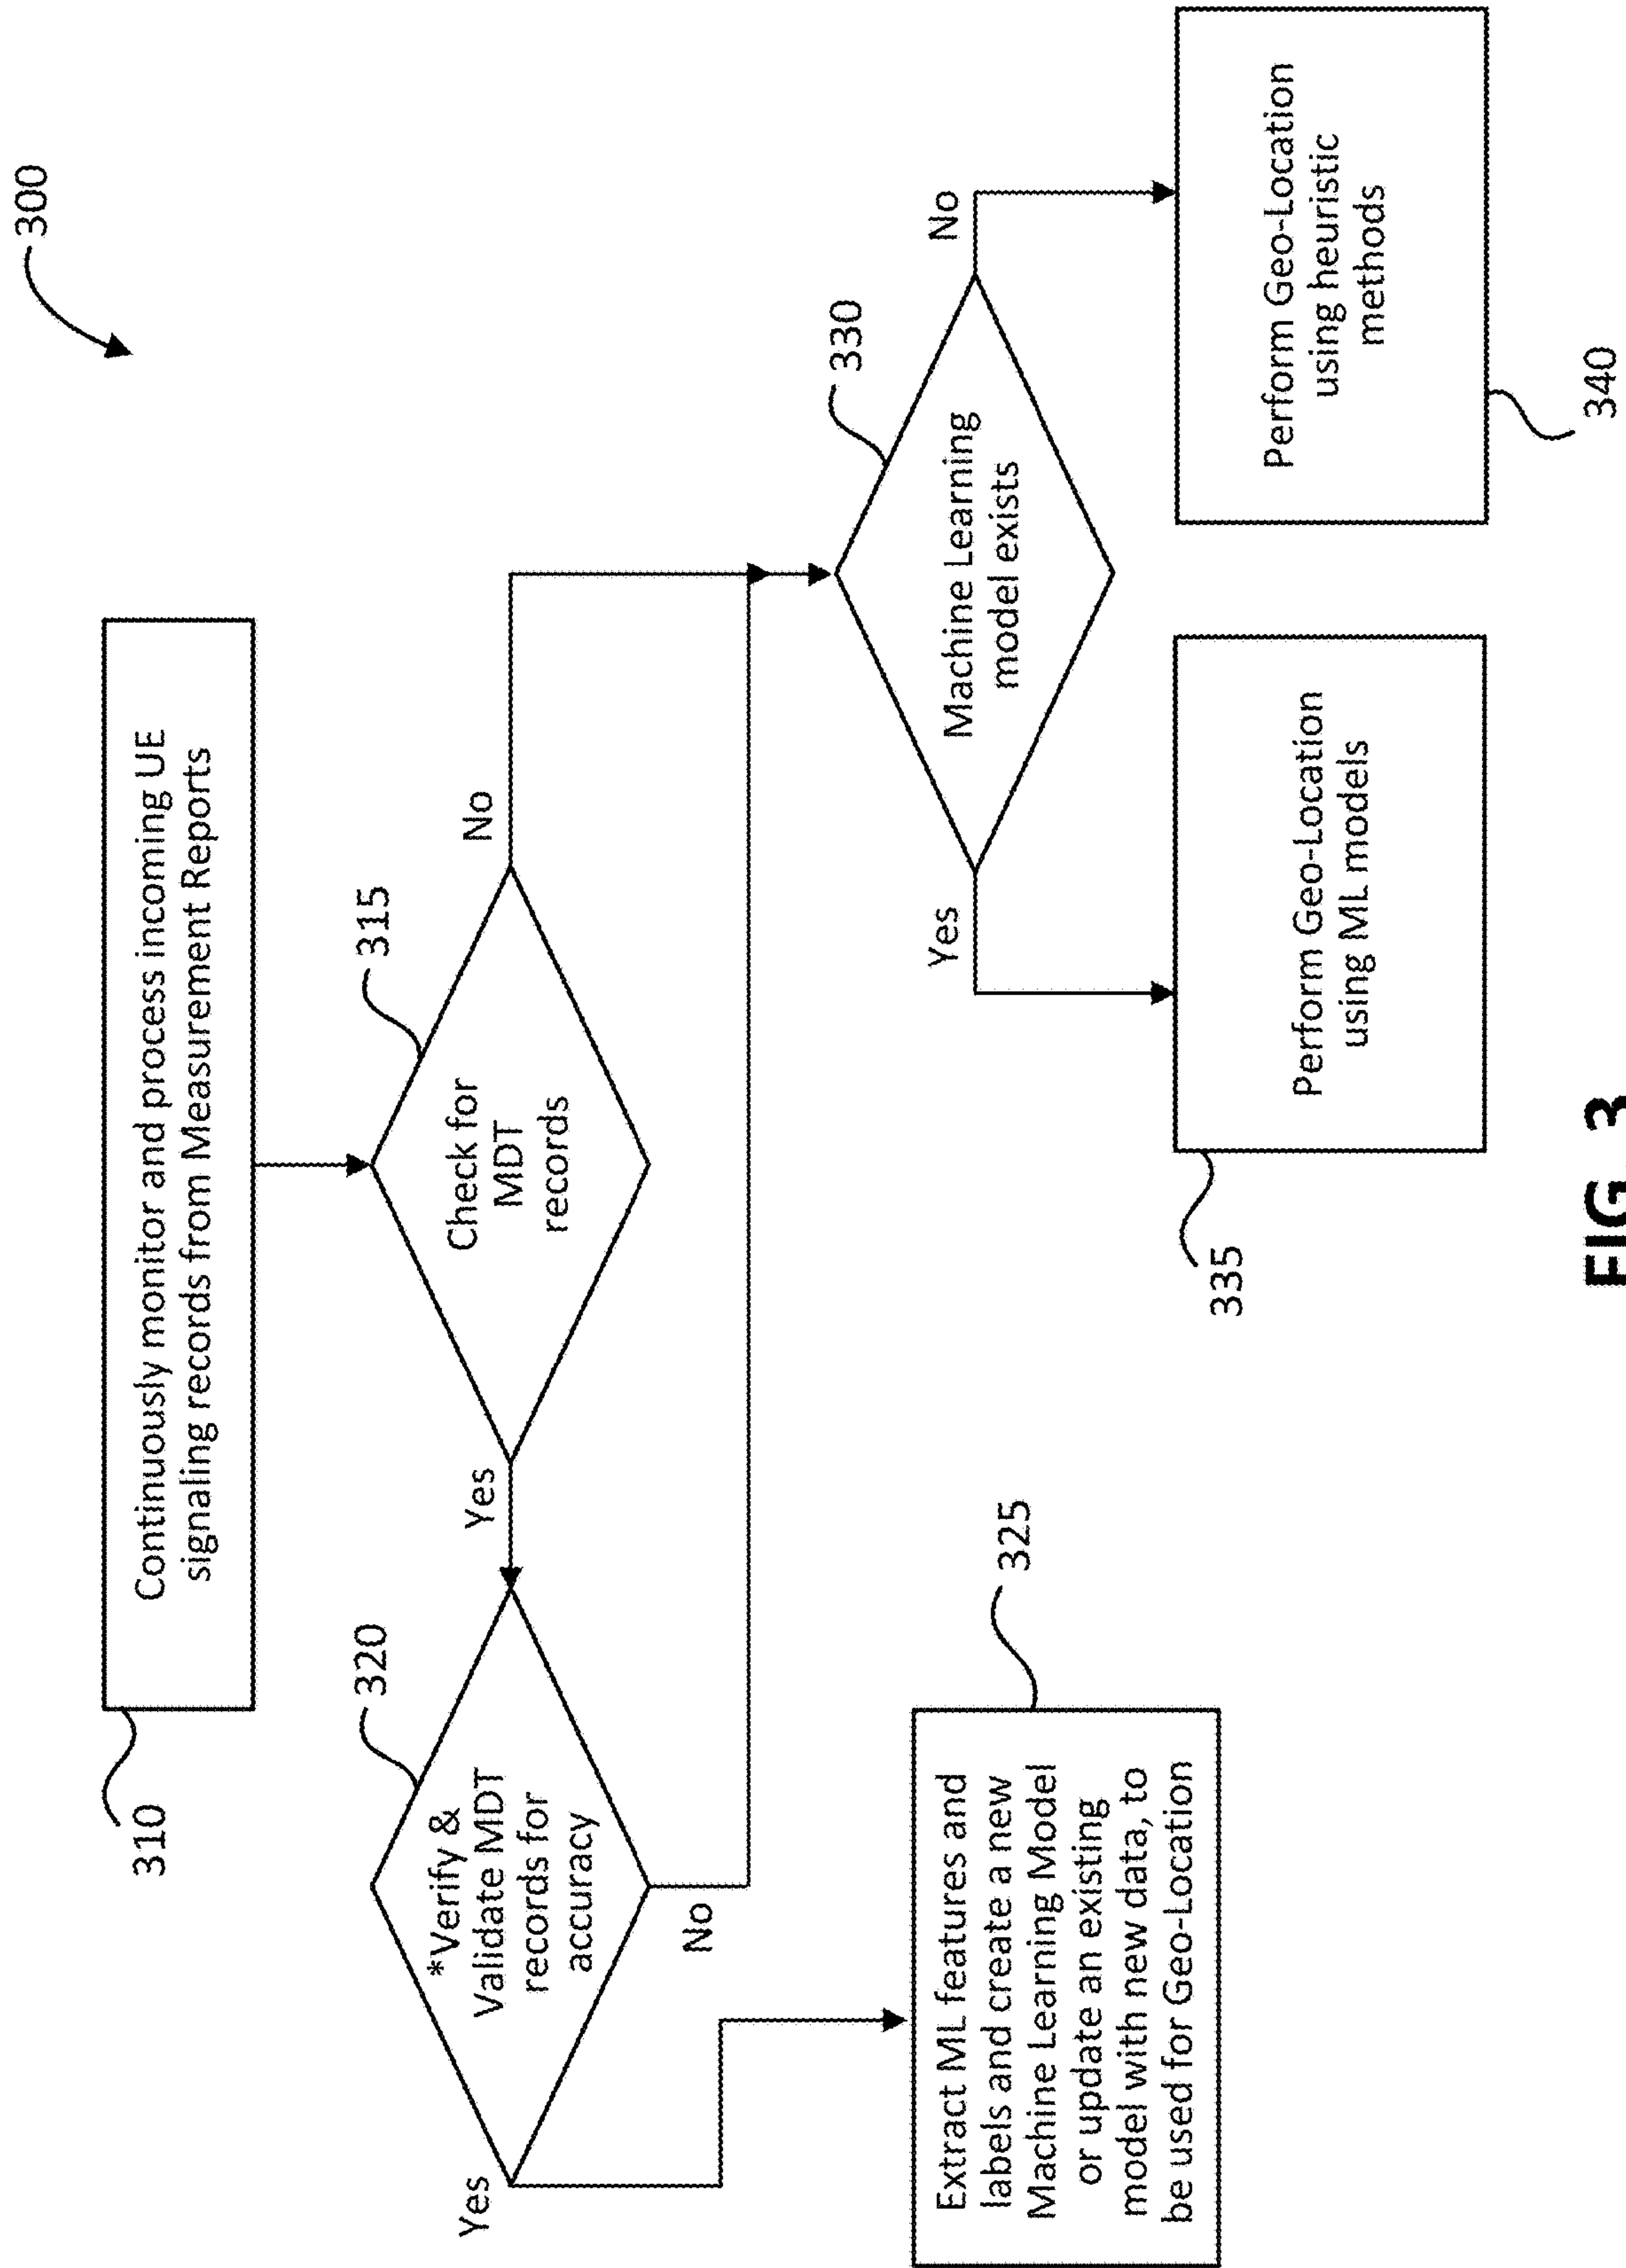 300
310
Continuously monitor and process incoming UE
signaling records from Measurement Reports
315
Check for
MDT
records
Yes
No
320
*Verify &
Validate MDT
records for
accuracy
Yes
No
325
Extract ML features and
labels and create a new
Machine Learning Model
or update an existing
model with new data, to
be used for Geo-Location
330
Machine Learning
model exists
Yes
No
335
Perform Geo-Location
using ML models
Perform Geo-Location
using heuristic
methods
340
FIG. 3